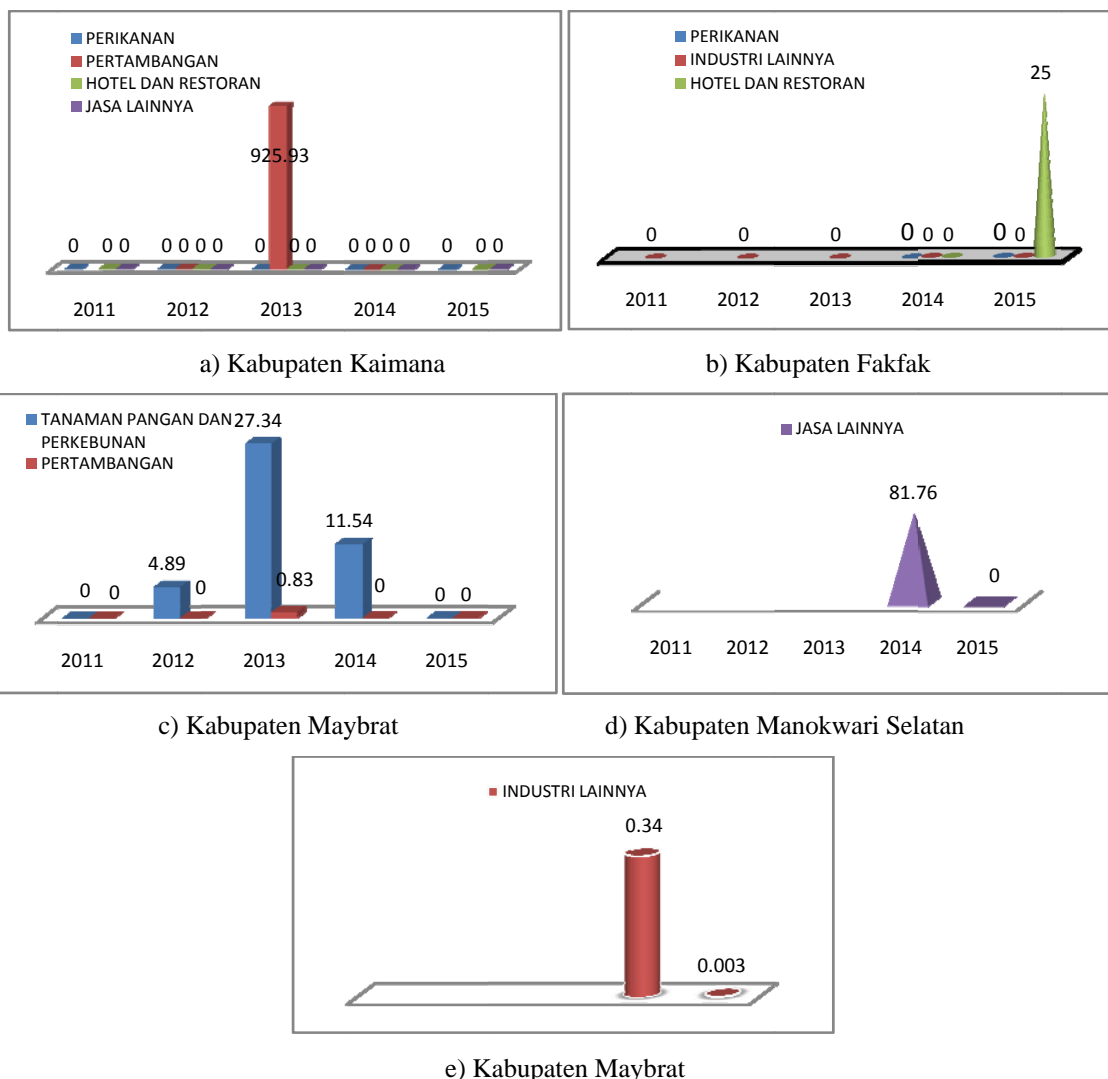 PERIKANAN
PERTAMBANGAN
HOTEL DAN RESTORAN
JASA LAINNYA
925.93
0 0 0 0 0 0 0 0 0 0 0 0 0 0 0 0 0
2011 2012 2013 2014 2015
a) Kabupaten Kaimana
PERIKANAN
INDUSTRI LAINNYA
HOTEL DAN RESTORAN
25
0 0 0 0 0 0 0 0
2011 2012 2013 2014 2015
b) Kabupaten Fakfak
TANAMAN PANGAN DAN
PERKEBUNAN
PERTAMBANGAN
27.34
11.54
4.89
0 0 0 0.83 0 0 0
2011 2012 2013 2014 2015
c) Kabupaten Maybrat
JASA LAINNYA
81.76
0
2011 2012 2013 2014 2015
d) Kabupaten Manokwari Selatan
INDUSTRI LAINNYA
0.34
0.003
e) Kabupaten Maybrat